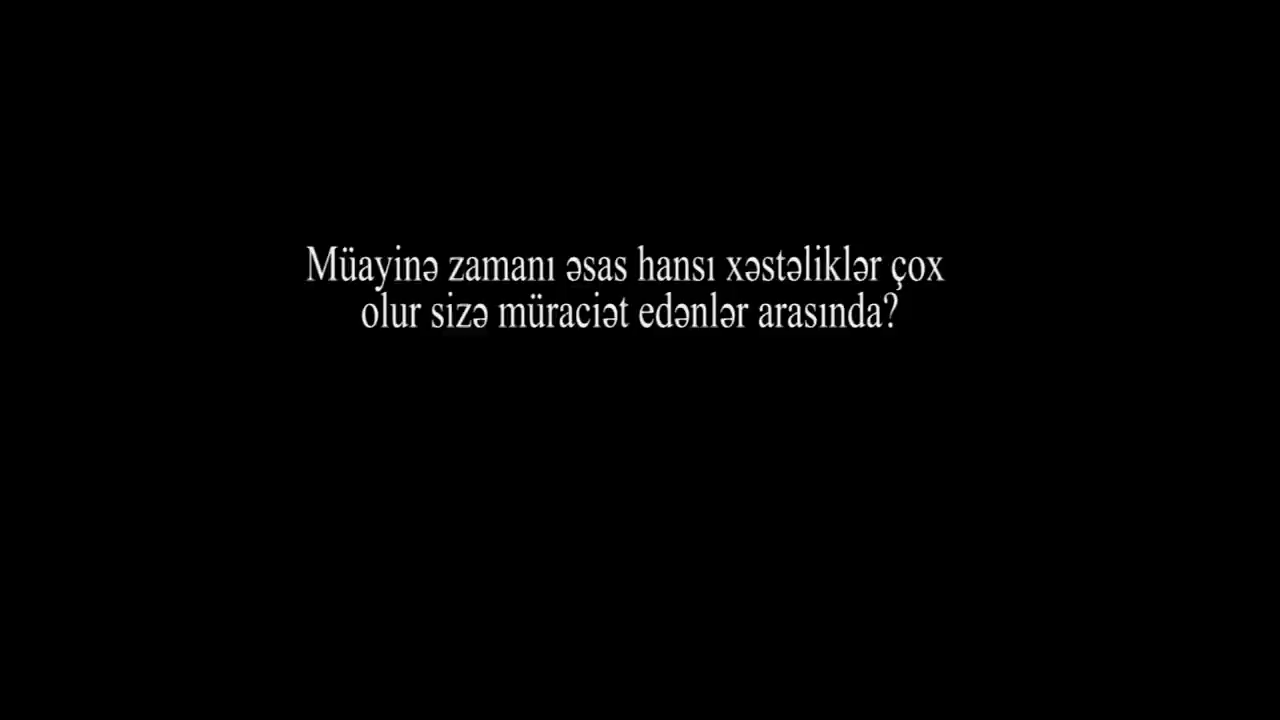 Müayinə zamanı əsas hansı xəstəliklər çox
olur sizə müraciət edənlər arasında?